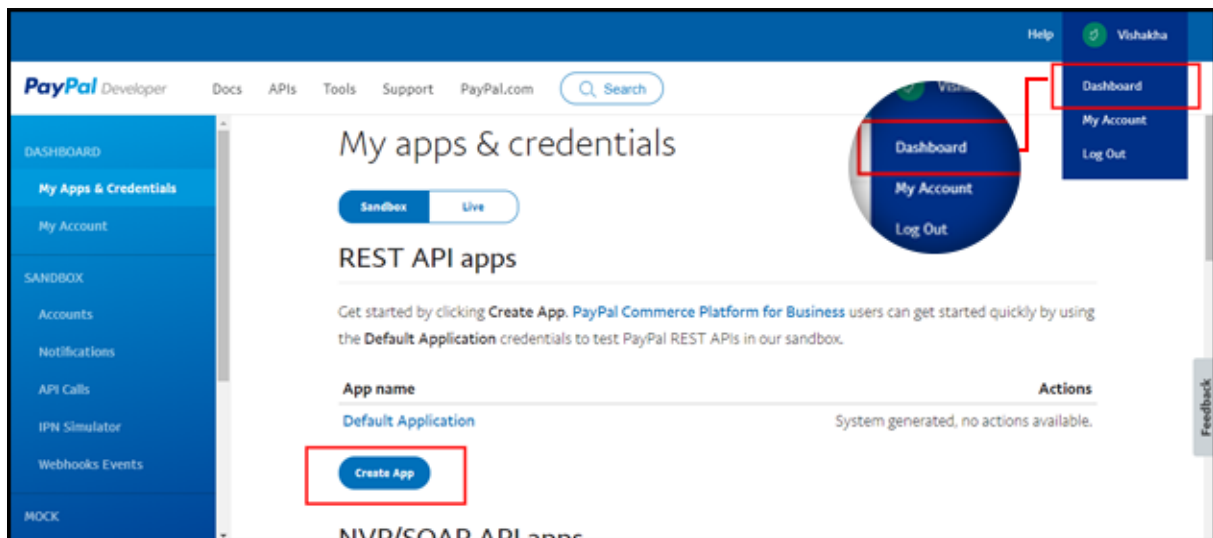 Help Vishakha
PayPal Developer Docs APIs Tools Support PayPal.com Search
Dashboard
My Account
Log Out
Dashboard
My Account
Log Out
DASHBOARD
My Apps & Credentials
My Account
SANDBOX
Accounts
Notifications
API Calls
IPN Simulator
Webhooks Events
MOCK
My apps & credentials
Sandbox Live
REST API apps
Get started by clicking Create App. PayPal Commerce Platform for Business users can get started quickly by using
the Default Application credentials to test PayPal REST APIs in our sandbox.
App name Actions
Default Application System generated, no actions available.
Create App
NVP/SOAP API apps
Feedback